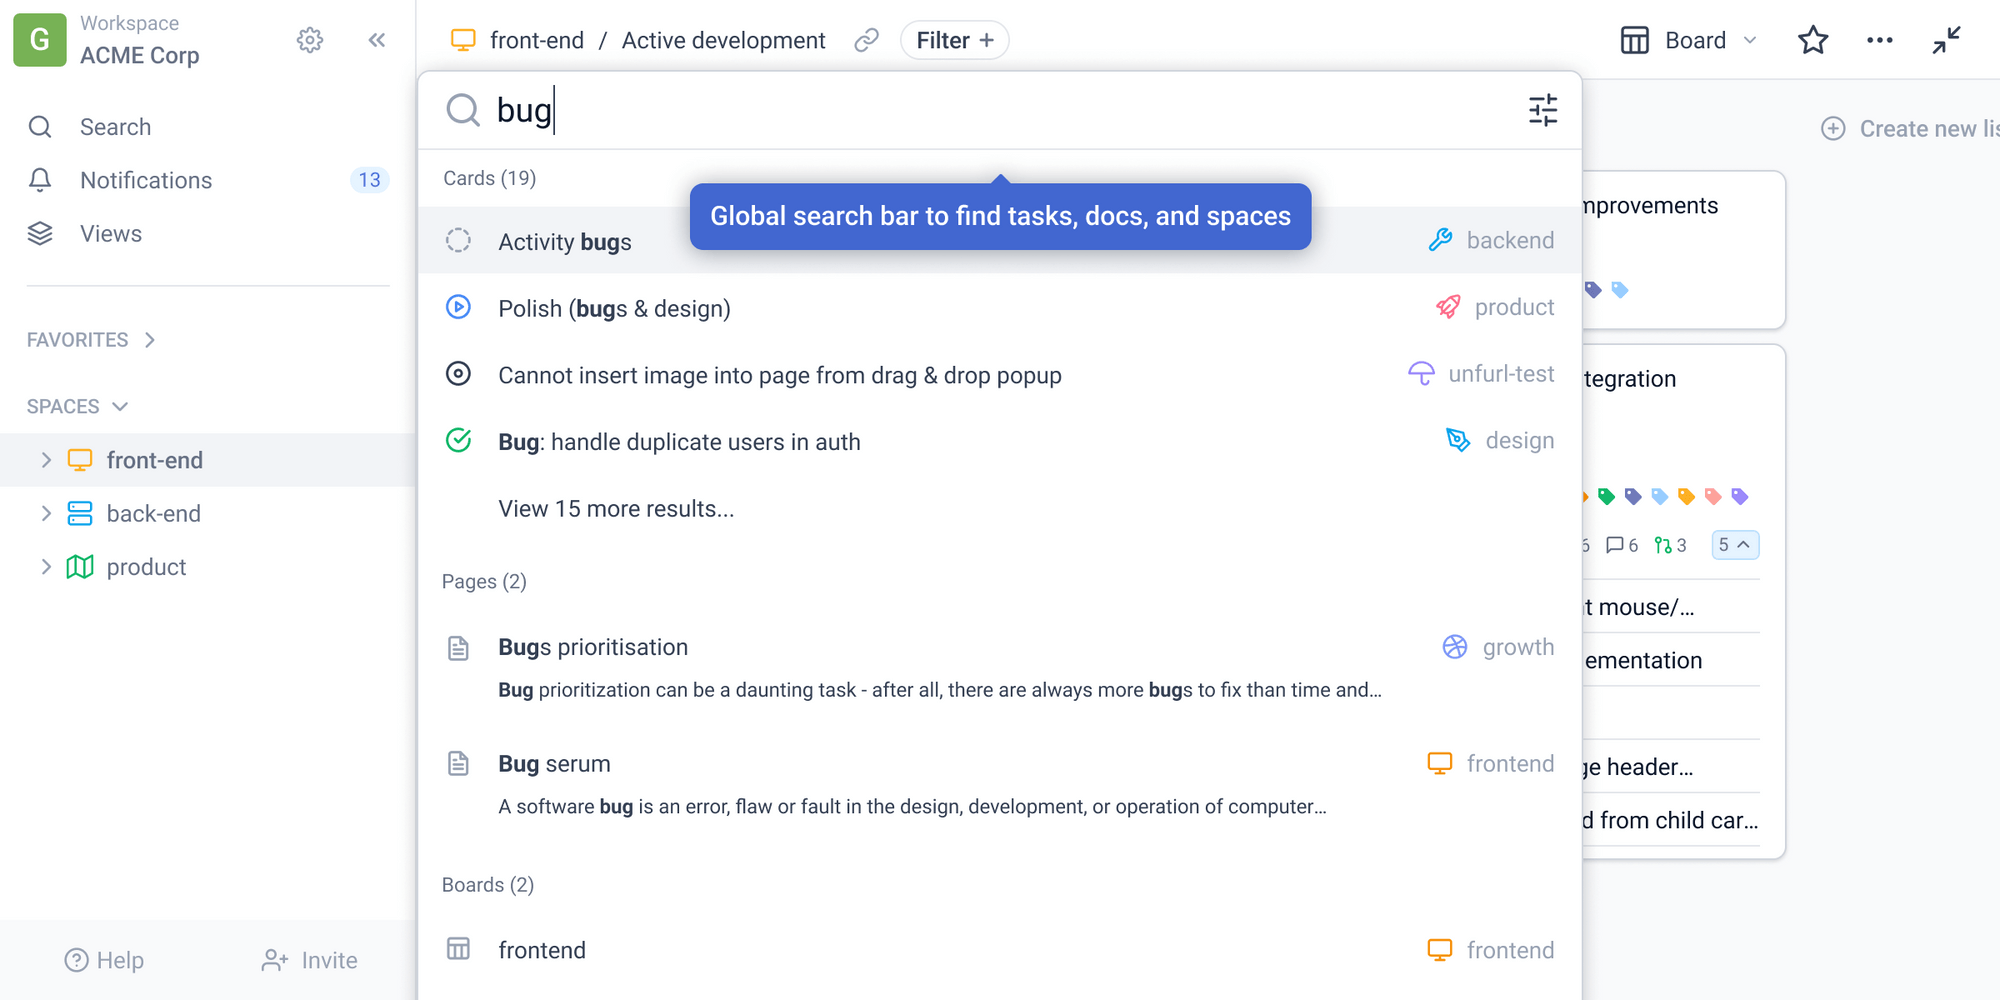 G
Workspace
ACME Corp
Search
Notifications 13
Views
FAVORITES
SPACES
front-end
back-end
product
Help
Invite
front-end / Active development
Filter +
Board
bug
Cards (19)
Global search bar to find tasks, docs, and spaces
Activity bugs backend
Polish (bugs & design) product
Cannot insert image into page from drag & drop popup unfurl-test
Bug: handle duplicate users in auth design
View 15 more results...
Pages (2)
Bugs prioritisation growth
Bug prioritization can be a daunting task - after all, there are always more bugs to fix than time and...
Bug serum frontend
A software bug is an error, flaw or fault in the design, development, or operation of computer...
Boards (2)
frontend frontend
Create new lis
mprovements
tegration
6 6 3 5
t mouse/...
ementation
ge header...
d from child car...